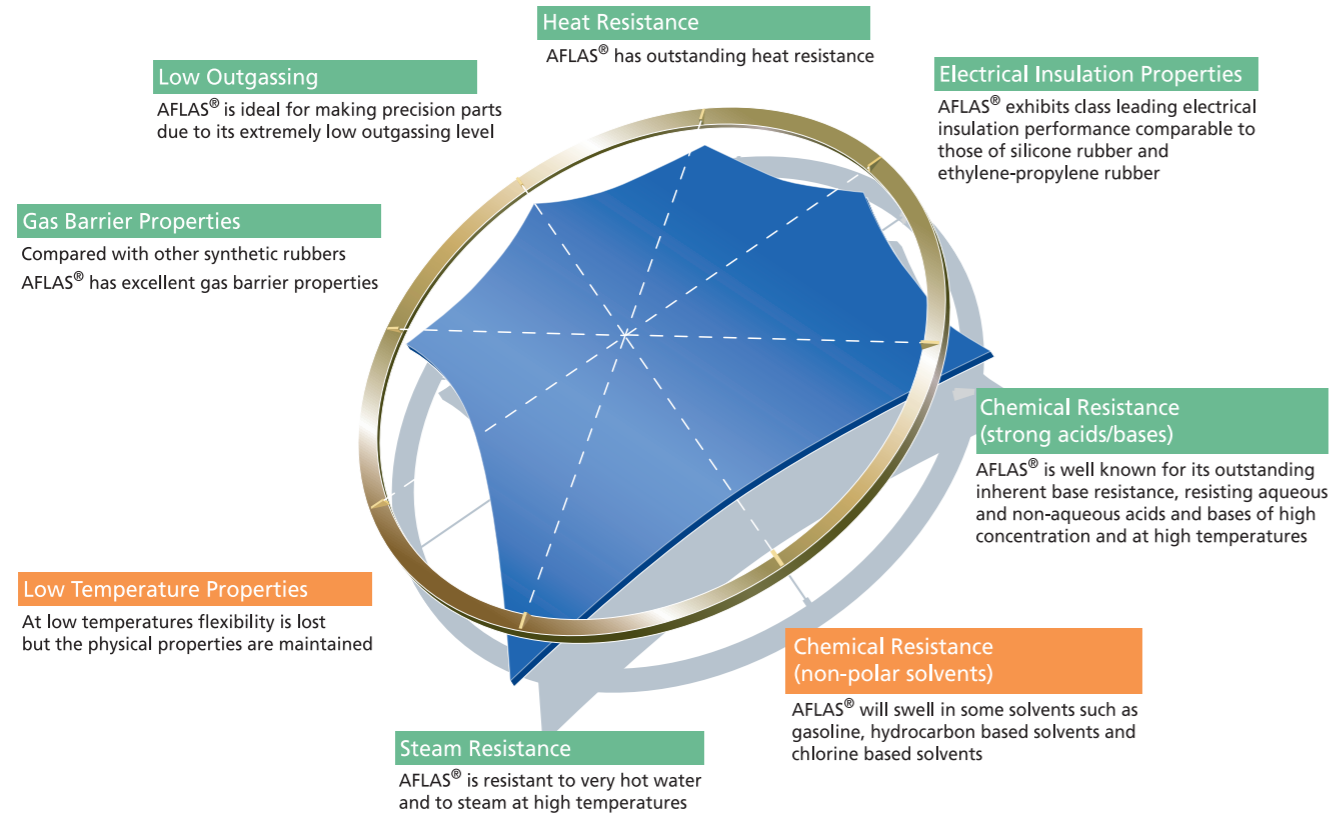 Heat Resistance
AFLAS® has outstanding heat resistance
Low Outgassing
AFLAS® is ideal for making precision parts
due to its extremely low outgassing level
Electrical Insulation Properties
AFLAS® exhibits class leading electrical
insulation performance comparable to
those of silicone rubber and
ethylene-propylene rubber
Gas Barrier Properties
Compared with other synthetic rubbers
AFLAS® has excellent gas barrier properties
Chemical Resistance
(strong acids/bases)
AFLAS® is well known for its outstanding
inherent base resistance, resisting aqueous
and non-aqueous acids and bases of high
concentration and at high temperatures
Low Temperature Properties
At low temperatures flexibility is lost
but the physical properties are maintained
Chemical Resistance
(non-polar solvents)
AFLAS® will swell in some solvents such as
gasoline, hydrocarbon based solvents and
chlorine based solvents
Steam Resistance
AFLAS® is resistant to very hot water
and to steam at high temperatures